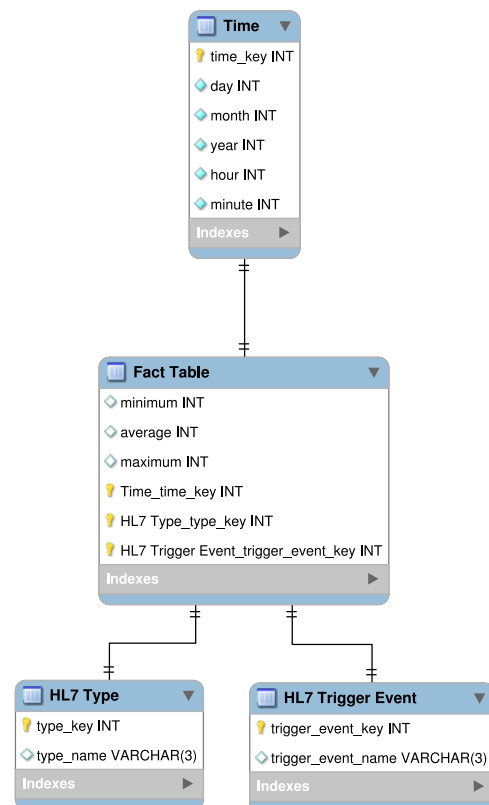 Time
time_key INT
day INT
month INT
year INT
hour INT
minute INT
Indexes
Fact Table
minimum INT
average INT
maximum INT
Time_time_key INT
HL7 Type_type_key INT
HL7 Trigger Event_trigger_event_key INT
Indexes
HL7 Type
type_key INT
type_name VARCHAR(3)
Indexes
HL7 Trigger Event
trigger_event_key INT
trigger_event_name VARCHAR(3)
Indexes